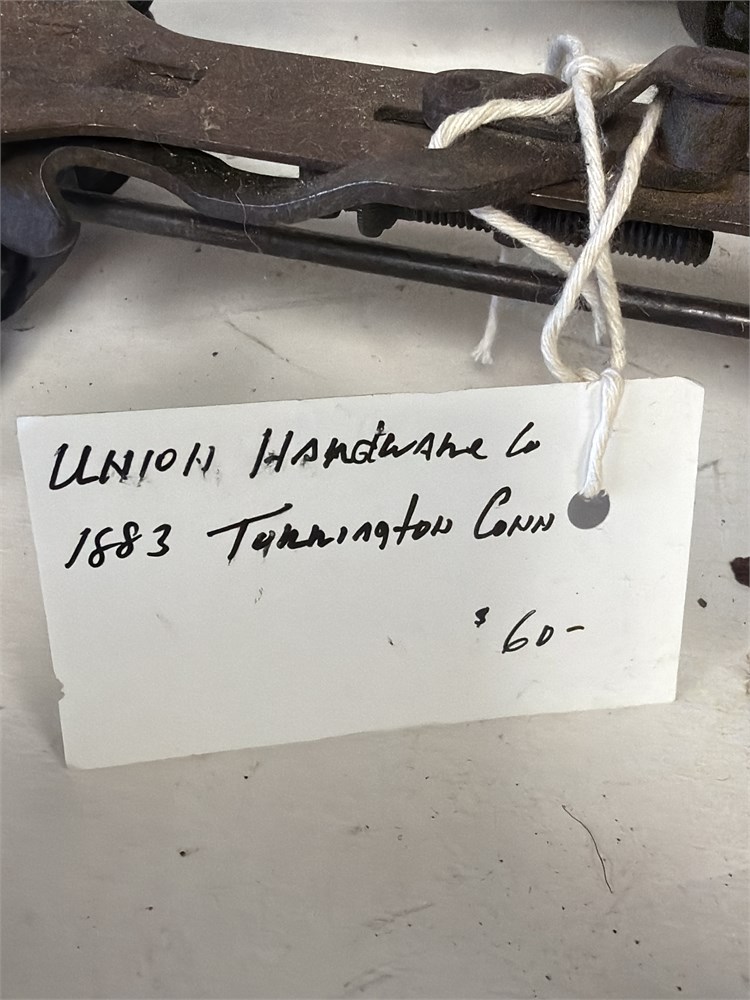 UNION HARDWARE Co
1883 TORRINGTON CONN
$60-